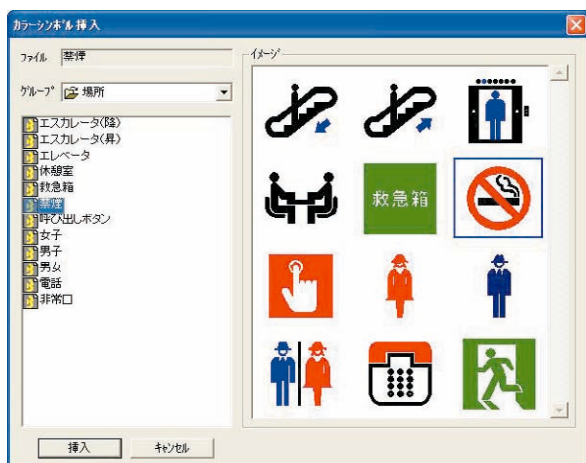 カラーシンボル挿入
ファイル 禁煙
グループ 場所
エスカレータ(降)
エスカレータ(昇)
エレベータ
休憩室
救急箱
禁煙
呼び出しボタン
女子
男子
男女
電話
非常口
挿入 キャンセル
イメージ
救急箱